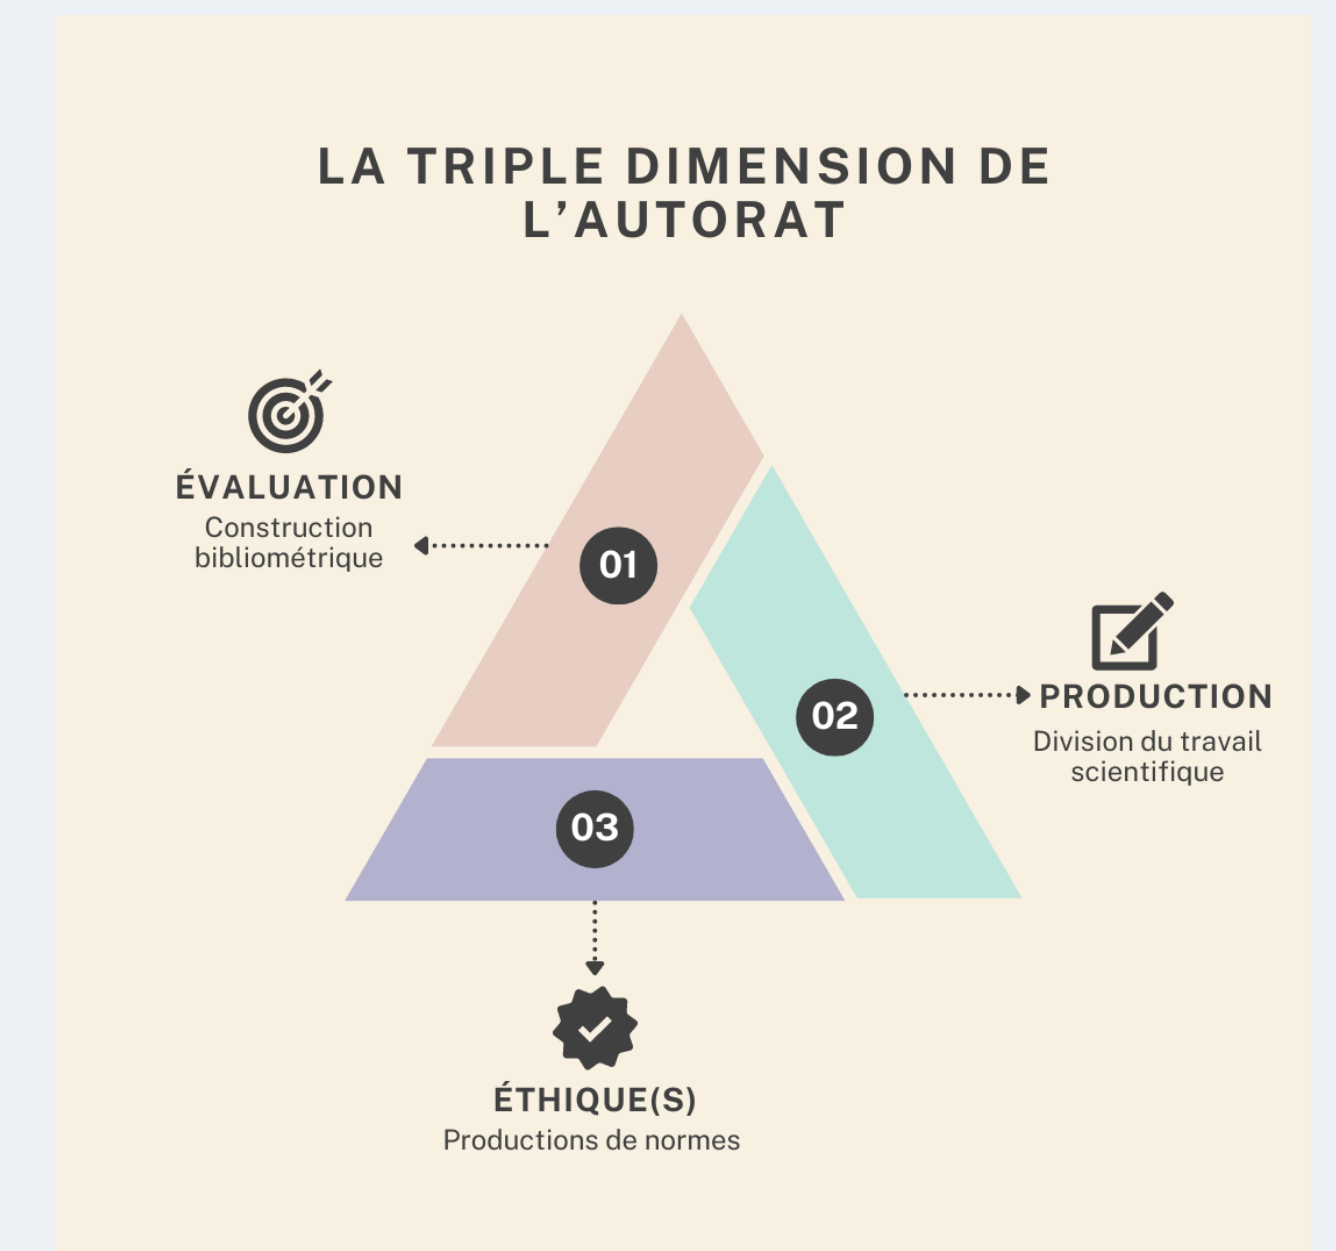 LA TRIPLE DIMENSION DE
L’AUTORAT
ÉVALUATION
Construction
bibliométrique
01
PRODUCTION
Division du travail
scientifique
02
03
ÉTHIQUE(S)
Productions de normes